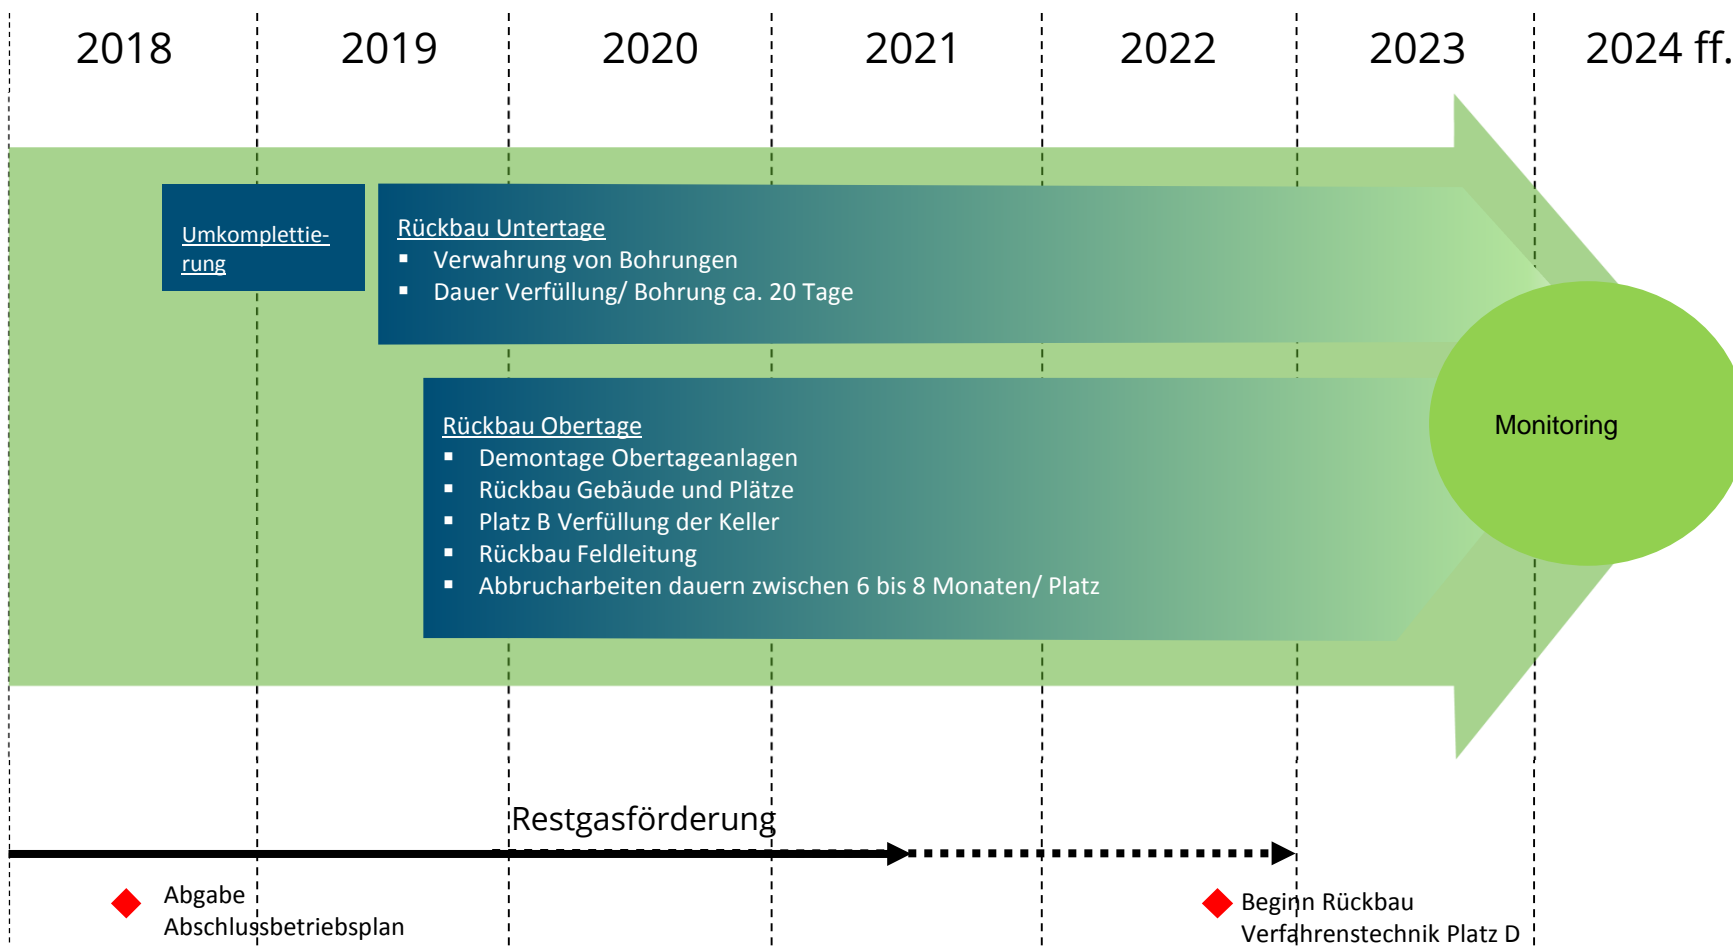 2018
2019
2020
2021
2022
2023
2024 ff.
Umkomplettie-
rung
Rückbau Untertage
▪ Verwahrung von Bohrungen
▪ Dauer Verfüllung/ Bohrung ca. 20 Tage
Rückbau Obertage
▪ Demontage Obertageanlagen
▪ Rückbau Gebäude und Plätze
▪ Platz B Verfüllung der Keller
▪ Rückbau Feldleitung
▪ Abbrucharbeiten dauern zwischen 6 bis 8 Monaten/ Platz
Monitoring
Restgasförderung
Abgabe
Abschlussbetriebsplan
Beginn Rückbau
Verfahrenstechnik Platz D